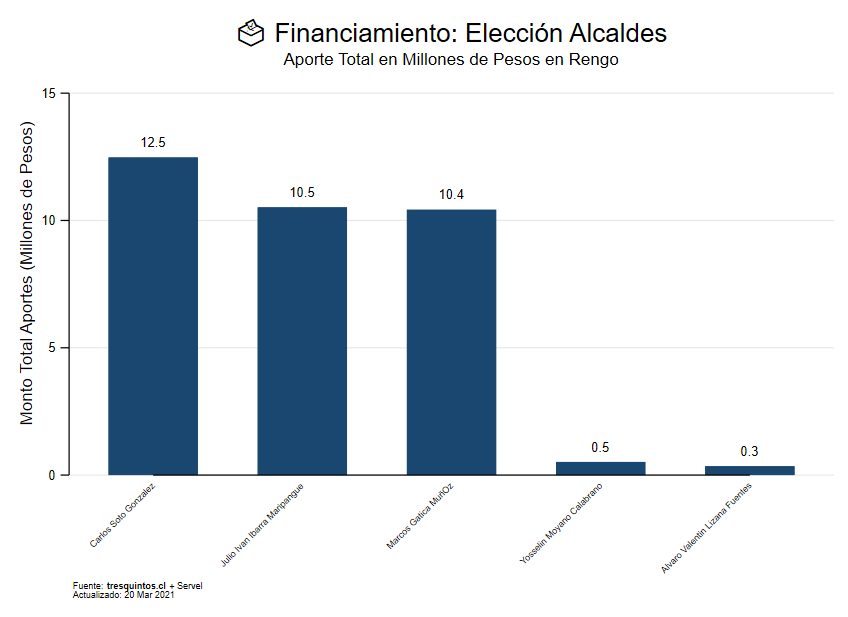 Financiamiento: Elección Alcaldes
Aporte Total en Millones de Pesos en Rengo
Monto Total Aportes (Millones de Pesos)
15
10
5
0
12.5
10.5
10.4
0.5
0.3
Carlos Soto Gonzalez
Julio Ivan Ibarra Maripangue
Marcos Gatica MuñOz
Yosselin Moyano Calabrano
Alvaro Valentin Lizana Fuentes
Fuente: tresquintos.cl + Servel
Actualizado: 20 Mar 2021